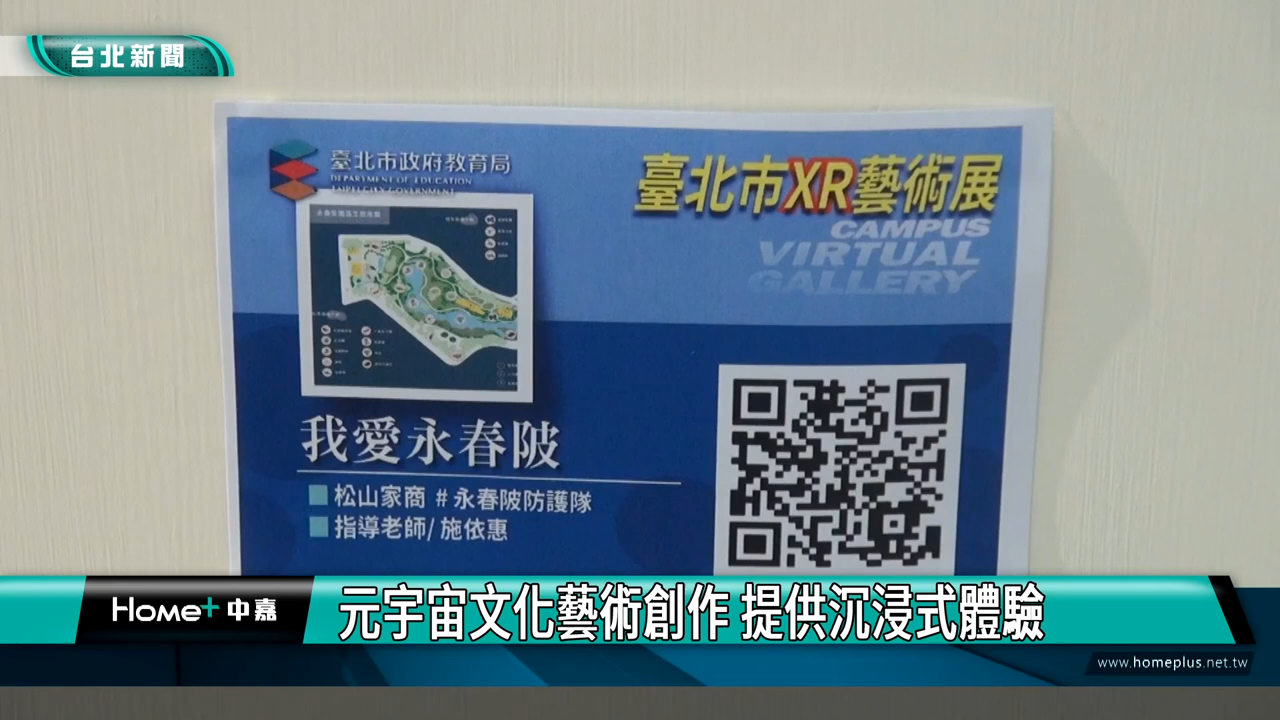 台北新聞
臺北市政府教育局
DEPARTMENT OF EDUCATION
TAIPEI CITY GOVERNMENT
臺北市XR藝術展
CAMPUS
VIRTUAL
GALLERY
我愛永春陂
松山家商 #永春陂防護隊
指導老師/施依惠
Home+中嘉
元宇宙文化藝術創作 提供沉浸式體驗
www.homeplus.net.tw